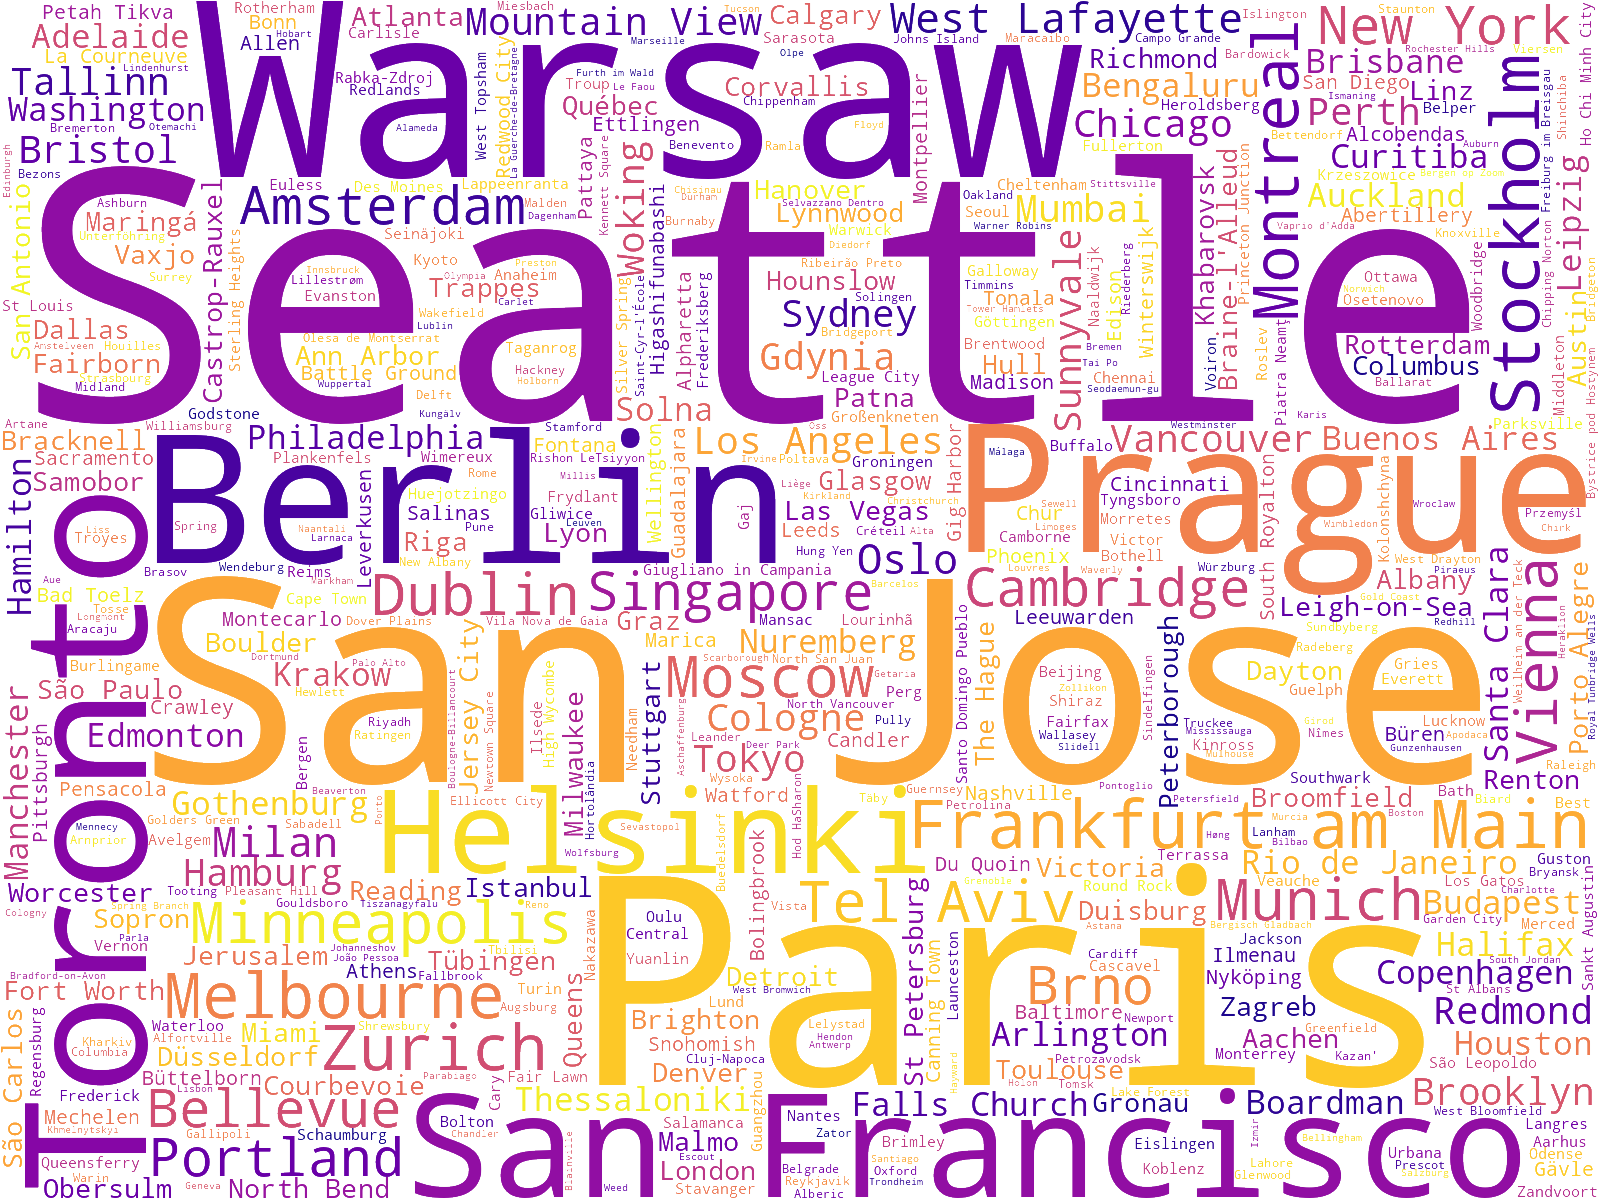 Warsaw
Seattle
Berlin
Prague
San Jose
Toronto
Helsinki
Paris
San Francisco
Petah Tikva
Rotherham
Bonn
Atlanta
Carlisle
Miesbach
Mountain View
Tucson
Calgary
Sarasota
West Lafayette
Johns Island
Campo Grande
Islington
Bardowick
Staunton
New York
Rochester Hills
Viersen
Adelaide
Hobart
Allen
La Courneuve
Lindenhurst
Marseille
Olpe
Maracaibo
Richmond
Brisbane
San Diego
Ismaning
Tallinn
Washington
Bremerton
Otemachi
Rabka-Zdroj
Redlands
Alameda
West Topsham
La Guerche-de-Bretagne
Redwood City
Furth im Wald
Le Faou
Troup
Québec
Ettlingen
Chippenham
Benevento
Corvallis
Floyd
Ramla
Montpellier
Bengaluru
Heroldsberg
Chicago
Fullerton
Montreal
Perth
Bettendorf
Linz
Belper
Alcobendas
Auburn
Stockholm
Shinchiba
Freiburg im Breisgau
Ho Chi Minh City
Bristol
Bezons
Edinburgh
Curitiba
Krzeszowice
Bergen op Zoom
Leipzig
San Antonio
Ashburn
Maringá
Unterföhring
Vaxjo
Surrey
Castrop-Rauxel
Sterling Heights
Euless
Des Moines
Lappeenranta
Malden
Dagenham
Amsterdam
Pattaya
Kennett Square
Woking
Higashifunabashi
Chisinau
Durham
Burnaby
Hanover
Selvazzano Dentro
Lynnwood
Warwick
Diedorf
Ribeirão Preto
Oakland
Seoul
Warner Robins
Cheltenham
Stittsville
Mumbai
Auckland
Abertillery
Vaprio d'Adda
Knoxville
Khabarovsk
Princeton Junction
Braine-l'Alleud
Seinäjoki
Kyoto
Innsbruck
Lillestrøm
Evanston
Olympia
Preston
Anaheim
Trappes
Carlet
Hounslow
Solingen
Sydney
Bridgeport
Galloway
Timmins
Tonala
Tower Hamlets
Göttingen
Brentwood
Naaldwijk
Riederberg
Edison
Winterswijk
Sunnyvale
Ottawa
Norwich
Osetenovo
Woodbridge
Chipping Norton
Bridgeton
St Louis
Dallas
Amstelveen
Houilles
Fairborn
Strasbourg
Midland
Wakefield
Lublin
Olesa de Montserrat
Ann Arbor
Battle Ground
Wuppertal
Delft
Taganrog
Hackney
Holborn
Silver Spring
Saint-Cyr-l'École
Alpharetta
Frederiksberg
Gdynia
League City
Patna
Hull
Madison
Bremen
Tai Po
Chennai
Seodaemun-gu
Voiron
Rosley
Piatra Neamț
Rotterdam
Columbus
Ballarat
Middleton
Austin
Bystrice pod Hostynem
Artane
Williamsburg
Godstone
Kungälv
Solna
Großenkneten
Karis
Parksville
Bracknell
Sacramento
Samobor
Philadelphia
Plankenfels
Wimereux
Stamford
Fontana
Rishon LeTsiyyon
Rome
Millis
Wellington
Guadalajara
Los Angeles
Oss
Irvine
Poltava
Groningen
Glasgow
Gig Harbor
Málaga
Buffalo
Westminster
Vancouver
Buenos Aires
Cincinnati
Tyngsboro
Hamilton
Liss
Troyes
Spring
Naantali
Larnaca
Leverkusen
Huejotzingo
Salinas
Pune
Frydlant
Gliwice
Leuven
Gaj
Liège
Kirkland
Christchurch
Las Vegas
Leeds
Créteil
Alta
Sewell
Chur
Limoges
Camborne
Morretes
Victor
Bothell
South Royalton
Wimbledon
Kolonshchyna
Wroclaw
Przemyśl
Chirk
Riga
New Albany
Lyon
Hung Yen
Oslo
Phoenix
Louvres
Waverly
Würzburg
West Drayton
Piraeus
Aue
Brasov
Wendeburg
Reims
Varkhan
Giugliano in Campania
Barcelos
Albany
Gold Coast
Bad Toelz
Tosse
Longmont
Aracaju
Cape Town
Dublin
Singapore
Cambridge
Leigh-on-Sea
Redhill
Santa Clara
Weilheim an der Teck
Vienna
Heraklion
Royal Tunbridge Wells
Montecarlo
Dover Plains
Vila Nova de Gaia
Graz
Mansac
Lourinhã
Leeuwarden
Sundbyberg
Boulder
Dortmund
Palo Alto
Jersey City
Marica
Nuremberg
Scarborough
North San Juan
Getaria
Santo Domingo Pueblo
The Hague
Peterborough
Radeberg
Burlingame
Krakow
Hewlett
Moscow
North Vancouver
Perg
Beijing
Zollikon
Shiraz
Sindelfingen
Dayton
Guelph
Gries
Everett
Porto Alegre
Manchester
São Paulo
Crawley
Edmonton
Pittsburgh
Bergen
Riyadh
Ratingen
Boulogne-Billancourt
Newtown Square
Ilsede
High Wycombe
Milwaukee
Needham
Stuttgart
Aschaffenburg
Cologne
Pully
Leander
Deer Park
Candler
Fairfax
Wallasey
Slidell
Truckee
Mississauga
Kinross
Mulhouse
Girod
Nîmes
Lucknow
Büren
Apodaca
Gunzenhausen
Raleigh
Tokyo
Wysoka
Guernsey
Pontoglio
Southwark
Bath
Biard
Renton
Pensacola
Gothenburg
Beaverton
Porto
Ellicott City
Hortolândia
Watford
Täby
Petrolina
Nashville
Petersfield
Broomfield
Murcia
Boston
Best
Mennecy
Arnprior
Golders Green
Avelgem
Sabadell
Milan
Sevastopol
Wolfsburg
Hod HaSharon
Frankfurt am Main
Høng
Lanham
Bilbao
Hamburg
Buedelsdorf
Bolingbrook
Du Quoin
Grenoble
Victoria
Terrassa
Rio de Janeiro
Veauche
Guston
Bryansk
Los Gatos
Charlotte
Worcester
Tooting
Pleasant Hill
Gouldsboro
Tiszanagyfalu
Reading
Istanbul
Reno
Vista
Tel Aviv
Round Rock
Duisburg
Astana
Munich
Bergisch Gladbach
Budapest
Garden City
Merced
Sankt Augustin
Cologny
Spring Branch
Sopron
Parla
Vernon
Minneapolis
Nakazawa
Oulu
Central
Yuanlin
St Petersburg
Jerusalem
Johanneshov
João Pessoa
Thilisi
Athens
Tübingen
Fallbrook
Detroit
West Bromwich
Canning Town
Launceston
Cardiff
Cascavel
Jackson
Ilmenau
Nyköping
Halifax
South Jordan
Bradford-on-Avon
Fort Worth
Melbourne
Turin
Augsburg
Queens
Lund
Brighton
Brno
Baltimore
Newport
Zagreb
Copenhagen
St Albans
Redmond
São Carlos
Regensburg
Waterloo
Alfortville
Miami
Shrewsbury
Zurich
Snohomish
Lelystad
Hendon
Antwerp
Arlington
Aachen
Greenfield
Kazan'
Monterrey
Houston
Kharkiv
Columbia
Düsseldorf
Cluj-Napoca
Denver
Hayward
Toulouse
Petrozavodsk
Holon
Tomsk
Lake Forest
São Leopoldo
Büttelborn
Lisbon
Courbevoie
Parabiago
Fair Lawn
Cary
Guangzhou
Frederick
Mechelen
Khmelnytskyi
Bellevue
Thessaloniki
Falls Church
Gronau
Boardman
Brooklyn
West Bloomfield
Langres
Gallipoli
Schaumburg
Bolton
Chandler
Blainville
Salamanca
Malmo
Escout
Nantes
Zator
Brimley
Eislingen
Izmir
Bellingham
Urbana
Prescot
Aarhus
Odense
Queensferry
Warin
Portland
London
Belgrade
Santiago
Oxford
Koblenz
Lahore
Glenwood
Salzburg
Gävle
Obersulm
Geneva
North Bend
Weed
Stavanger
Reykjavik
Alberic
Trondheim
Zandvoort